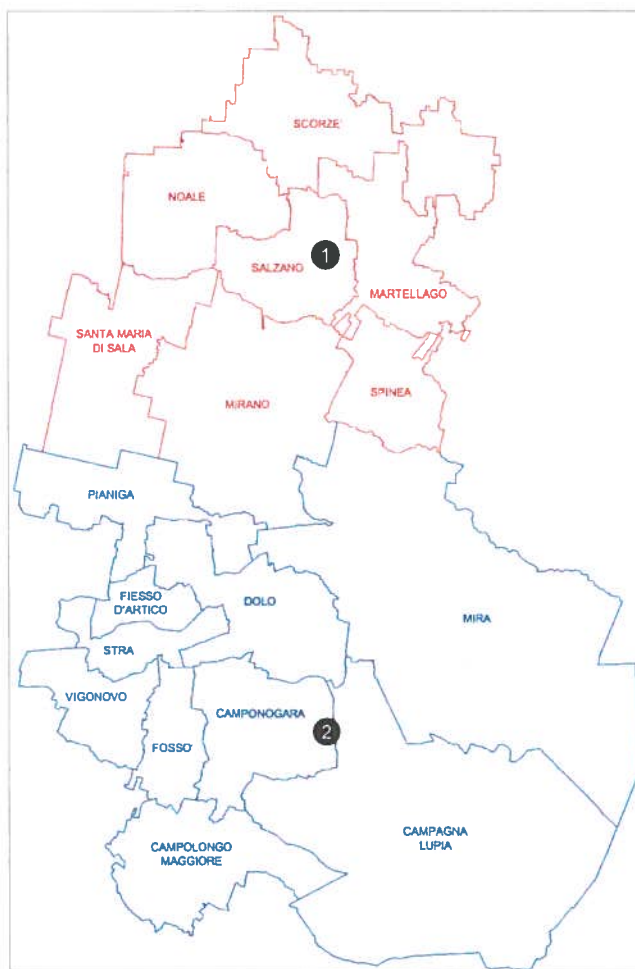 SCORZE
NOALE
SALZANO
1
MARTELLAGO
SANTA MARIA
DI SALA
MIRANO
SPINEA
PIANIGA
FIESSO
D'ARTICO
DOLO
MIRA
STRA
VIGONOVO
CAMPONOGARA
2
FOSSO'
CAMPOLONGO
MAGGIORE
CAMPAGNA
LUPIA